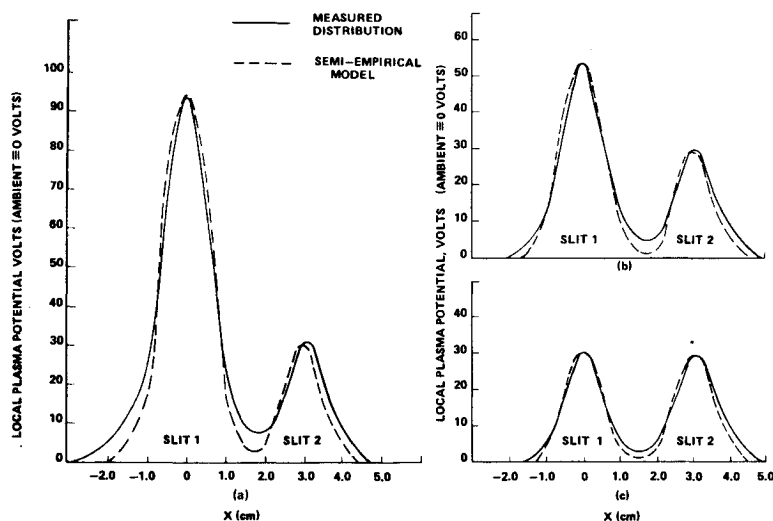 MEASURED
DISTRIBUTION
SEMI-EMPIRICAL
MODEL
. LOCAL PLASMA POTENTIAL VOLTS (AMBIENT ≡0 VOLTS)
100
90
80
70
60
50
40
30
20
10
0
SLIT 1
SLIT 2
-2.0 -1.0 0 1.0 2.0 3.0 4.0 5.0 6.0
(a)
X (cm)
LOCAL PLASMA POTENTIAL, VOLTS (AMBIENT ≡0 VOLTS)
60
50
40
30
20
10
0
SLIT 1
SLIT 2
(b)
40
30
20
10
0
SLIT 1
SLIT 2
-2.0 -1.0 0 1.0 2.0 3.0 4.0 5.0
(c)
X (cm)